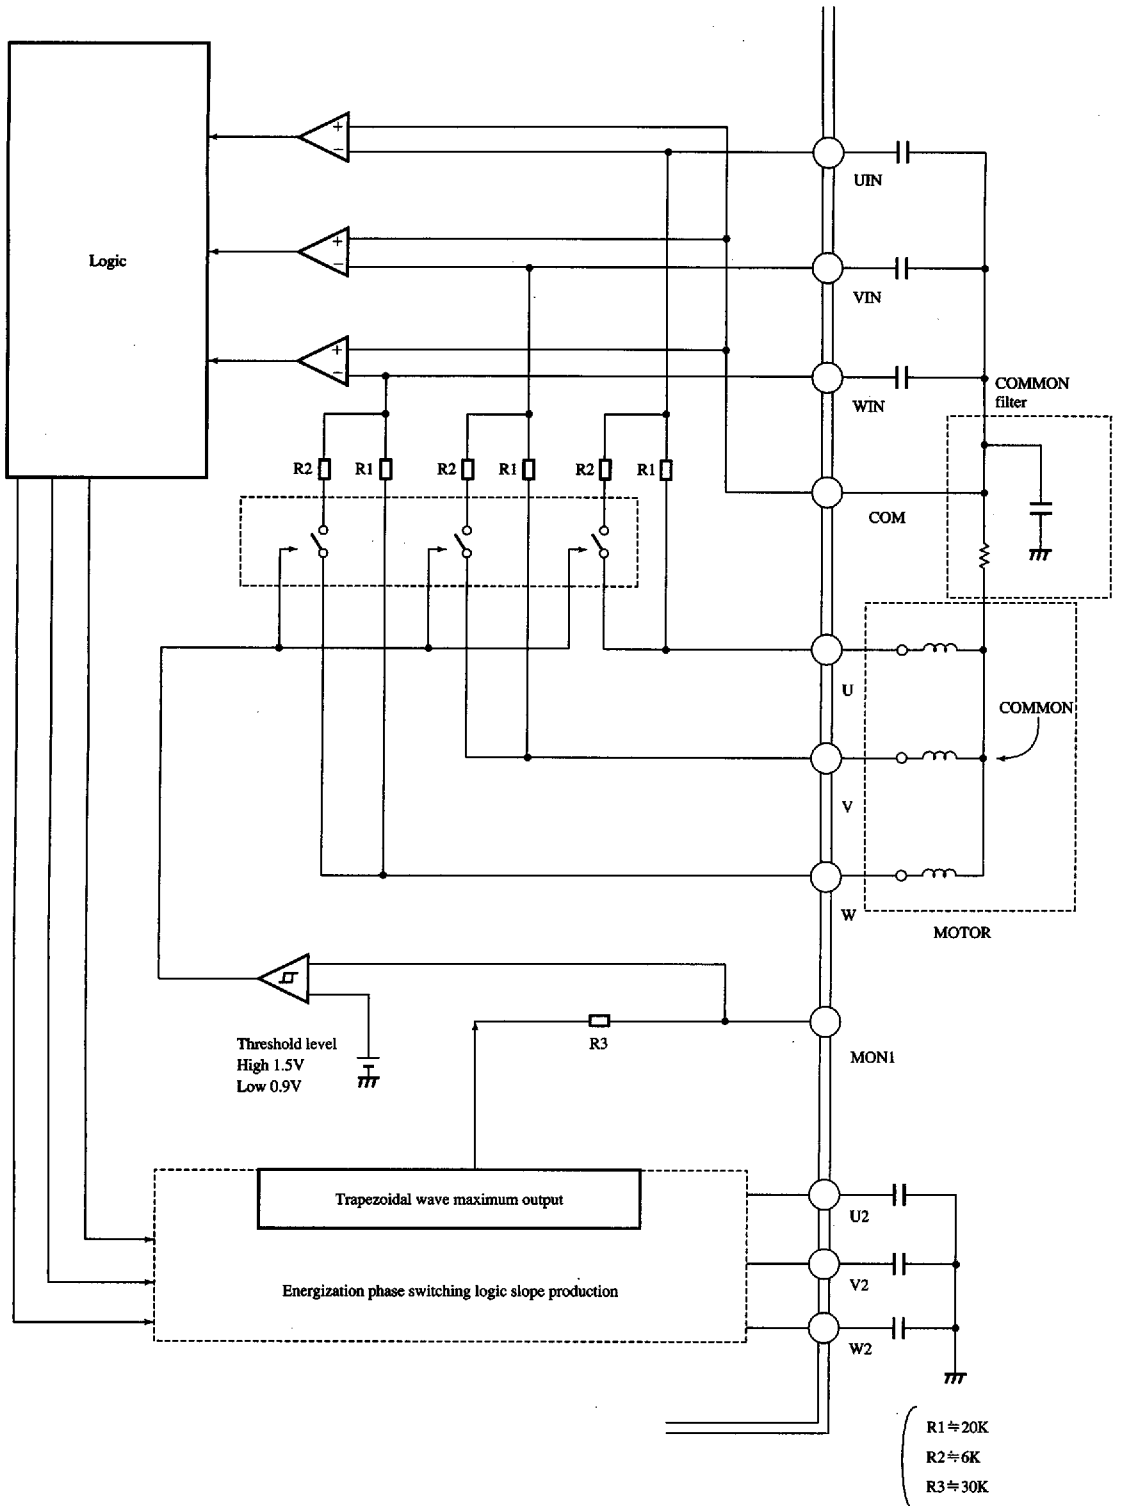 Logic
+
−
+
−
+
−
UIN
VIN
WIN
COMMON
filter
R2
R1
R2
R1
R2
R1
COM
U
COMMON
V
W
MOTOR
Threshold level
High 1.5V
Low 0.9V
R3
MON1
Trapezoidal wave maximum output
U2
Energization phase switching logic slope production
V2
W2
R1≒20K
R2≒6K
R3≒30K